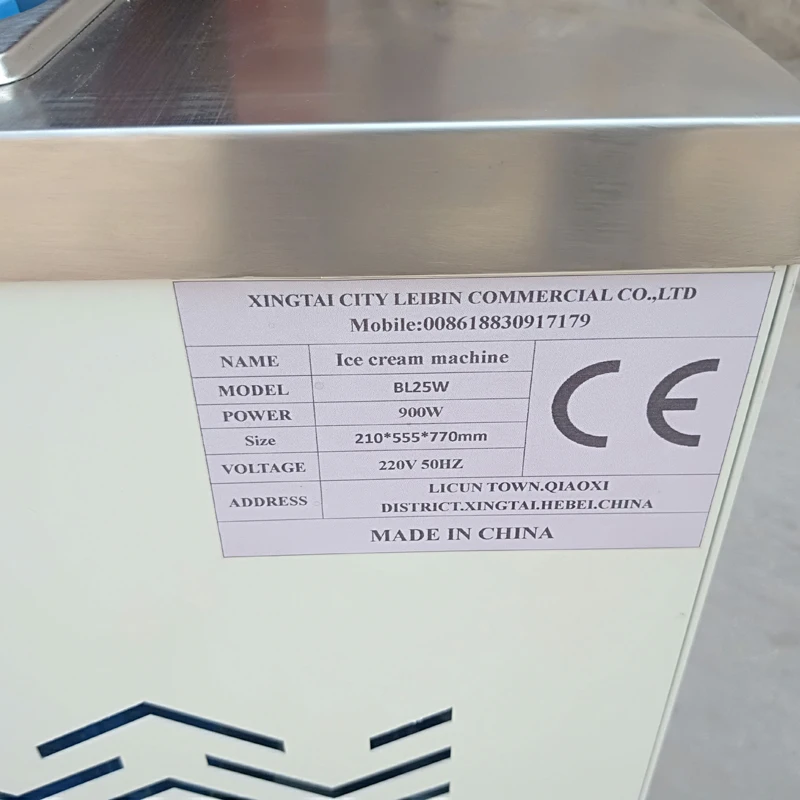 XINGTAI CITY LEIBIN COMMERCIAL CO.,LTD
Mobile:008618830917179
NAME Ice cream machine
MODEL BL25W
POWER 900W
Size 210*555*770mm
VOLTAGE 220V 50HZ
CE
ADDRESS LICUN TOWN.QIAOXI
DISTRICT.XINGTAI.HEBEI.CHINA
MADE IN CHINA